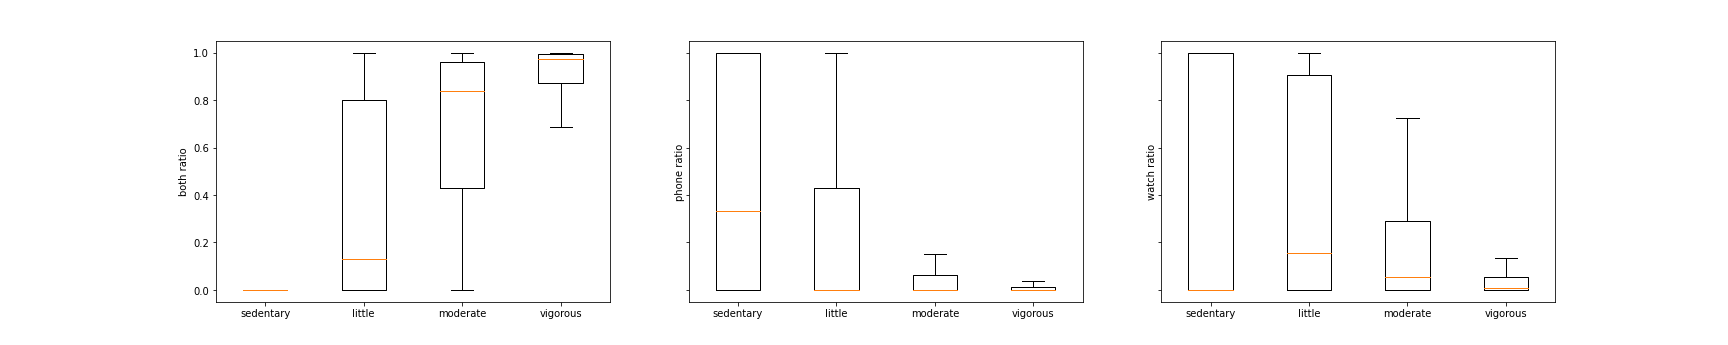 both ratio
1.0
0.8
0.6
0.4
0.2
0.0
sedentary little moderate vigorous
phone ratio
sedentary little moderate vigorous
watch ratio
sedentary little moderate vigorous